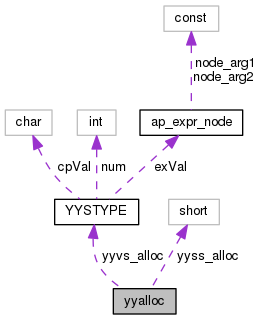 const
node_arg1
node_arg2
char
int
ap_expr_node
cpVal
num
exVal
YYSTYPE
short
yyvs_alloc
yyss_alloc
yyalloc